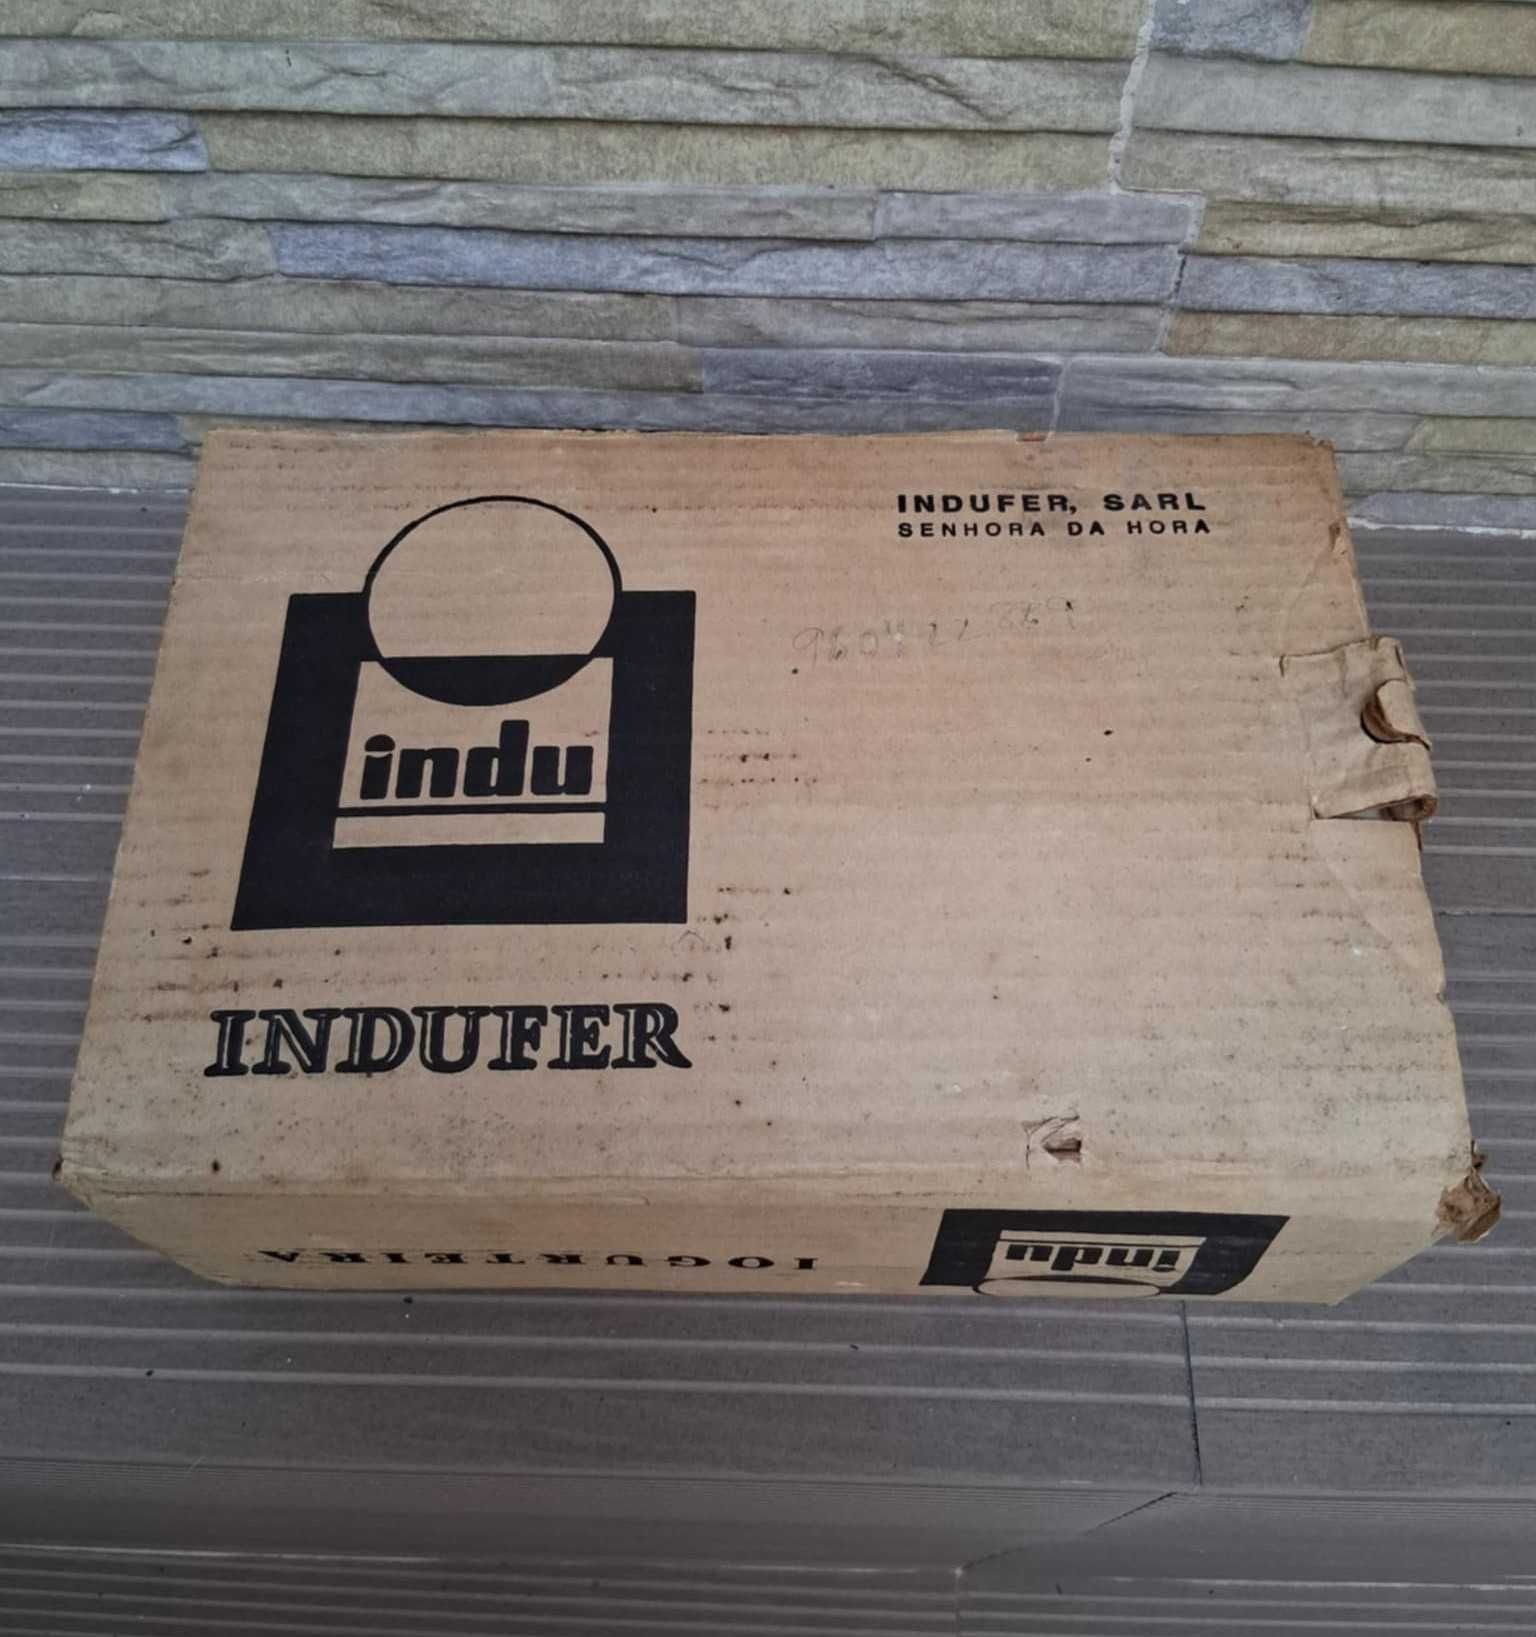 INDUFER, SARL
SENHORA DA HORA
indu
INDUFER
IOGURTEIRA
indu